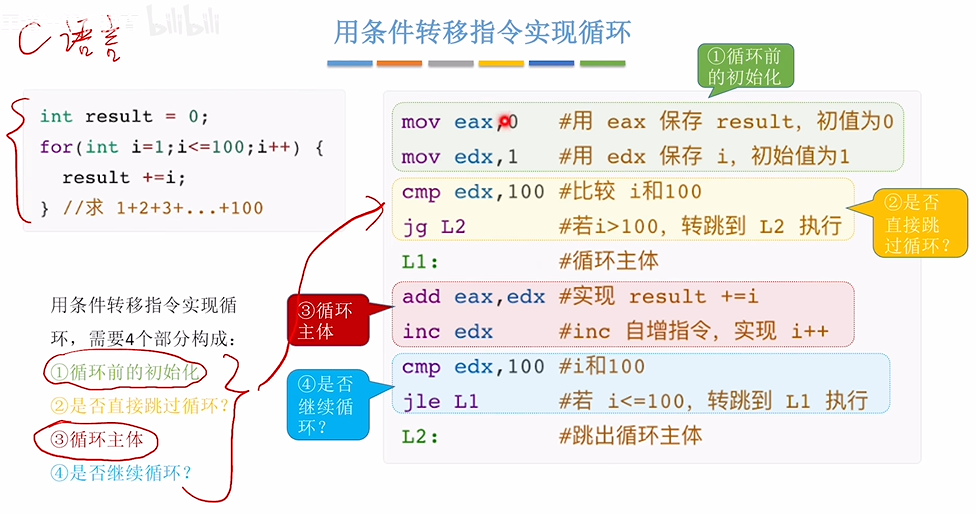 C语言
bilibili
用条件转移指令实现循环
①循环前
的初始化
int result = 0;
for(int i=1;i<=100;i++) {
result +=i;
} //求 1+2+3+...+100
mov eax,0 #用 eax 保存 result, 初值为0
mov edx,1 #用 edx 保存 i, 初始值为1
cmp edx,100 #比较 i和100
jg L2 #若i>100, 转跳到 L2 执行
②是否
直接跳
过循环?
L1: #循环主体
③循环
主体
add eax,edx #实现 result +=i
inc edx #inc 自增指令, 实现 i++
④是否
继续循
环?
cmp edx,100 #i和100
jle L1 #若 i<=100, 转跳到 L1 执行
L2: #跳出循环主体
用条件转移指令实现循
环, 需要4个部分构成:
①循环前的初始化
②是否直接跳过循环?
③循环主体
④是否继续循环?